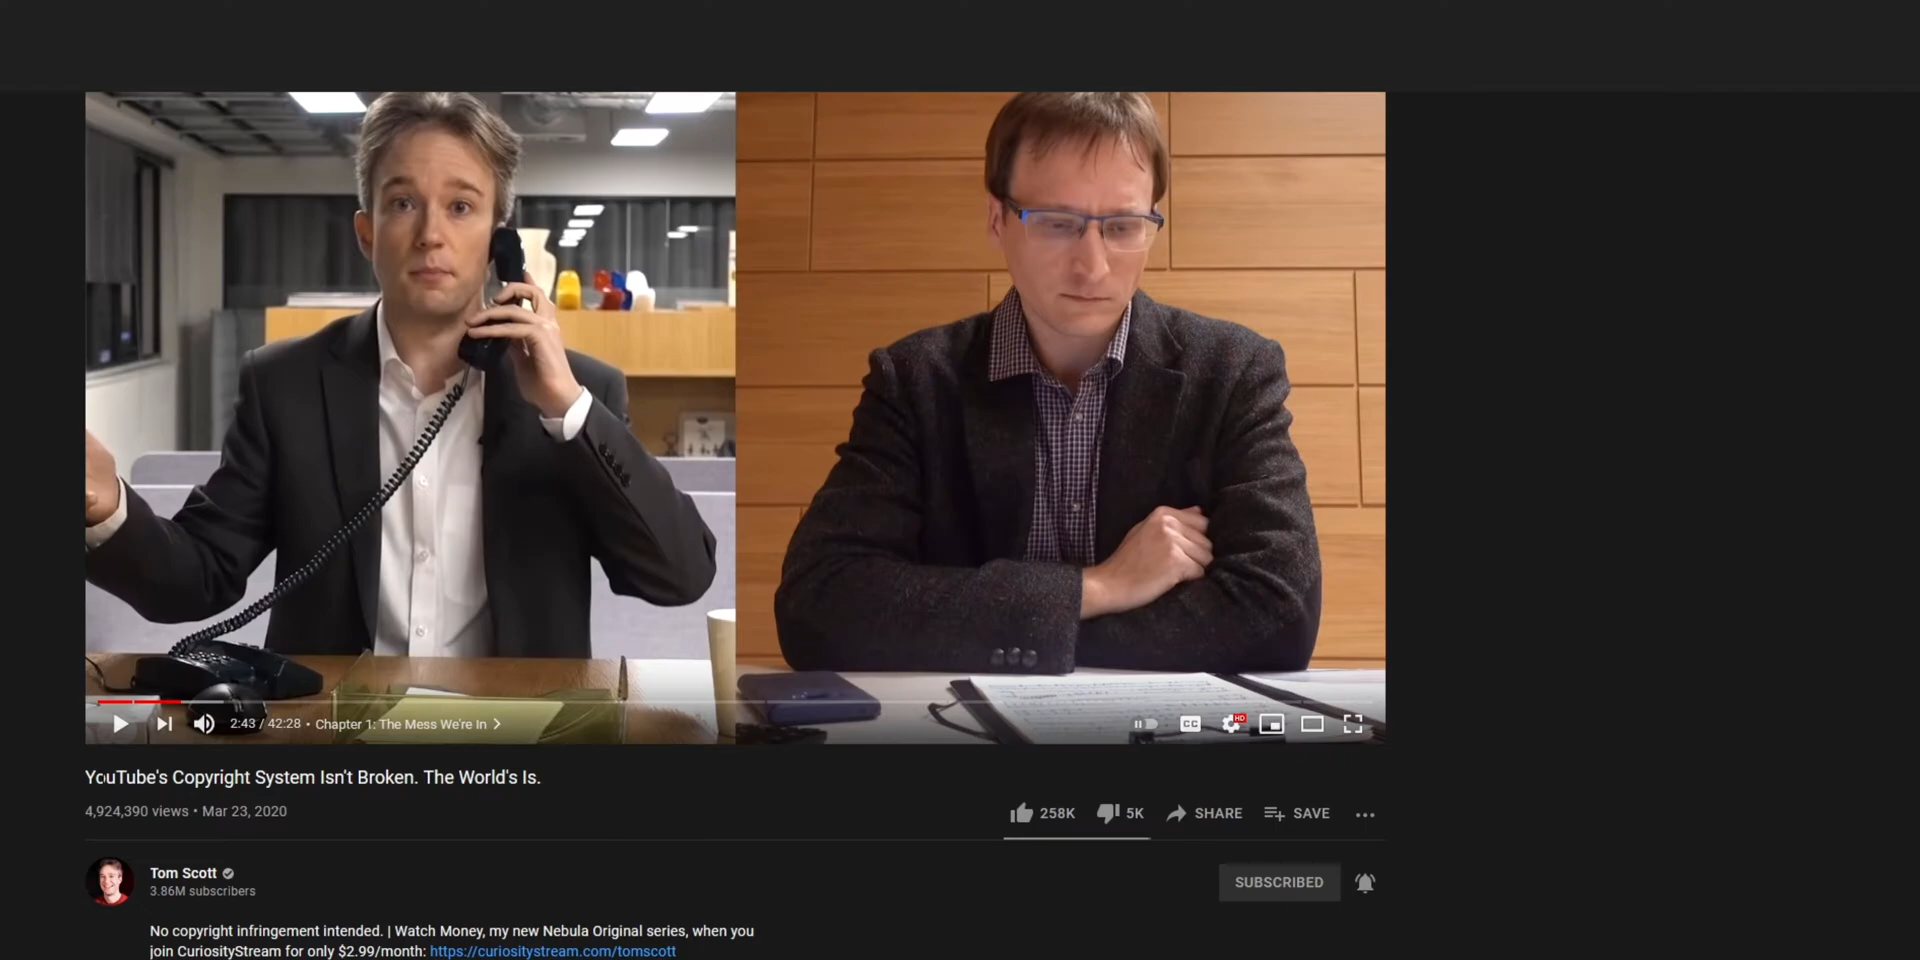 2:43 / 42:28 • Chapter 1: The Mess We're In >
CC
HD
YouTube's Copyright System Isn't Broken. The World's Is.
4,924,390 views • Mar 23, 2020
258K 5K SHARE SAVE
Tom Scott
3.86M subscribers
SUBSCRIBED
No copyright infringement intended. | Watch Money, my new Nebula Original series, when you
join CuriosityStream for only $2.99/month: https://curiositystream.com/tomscott